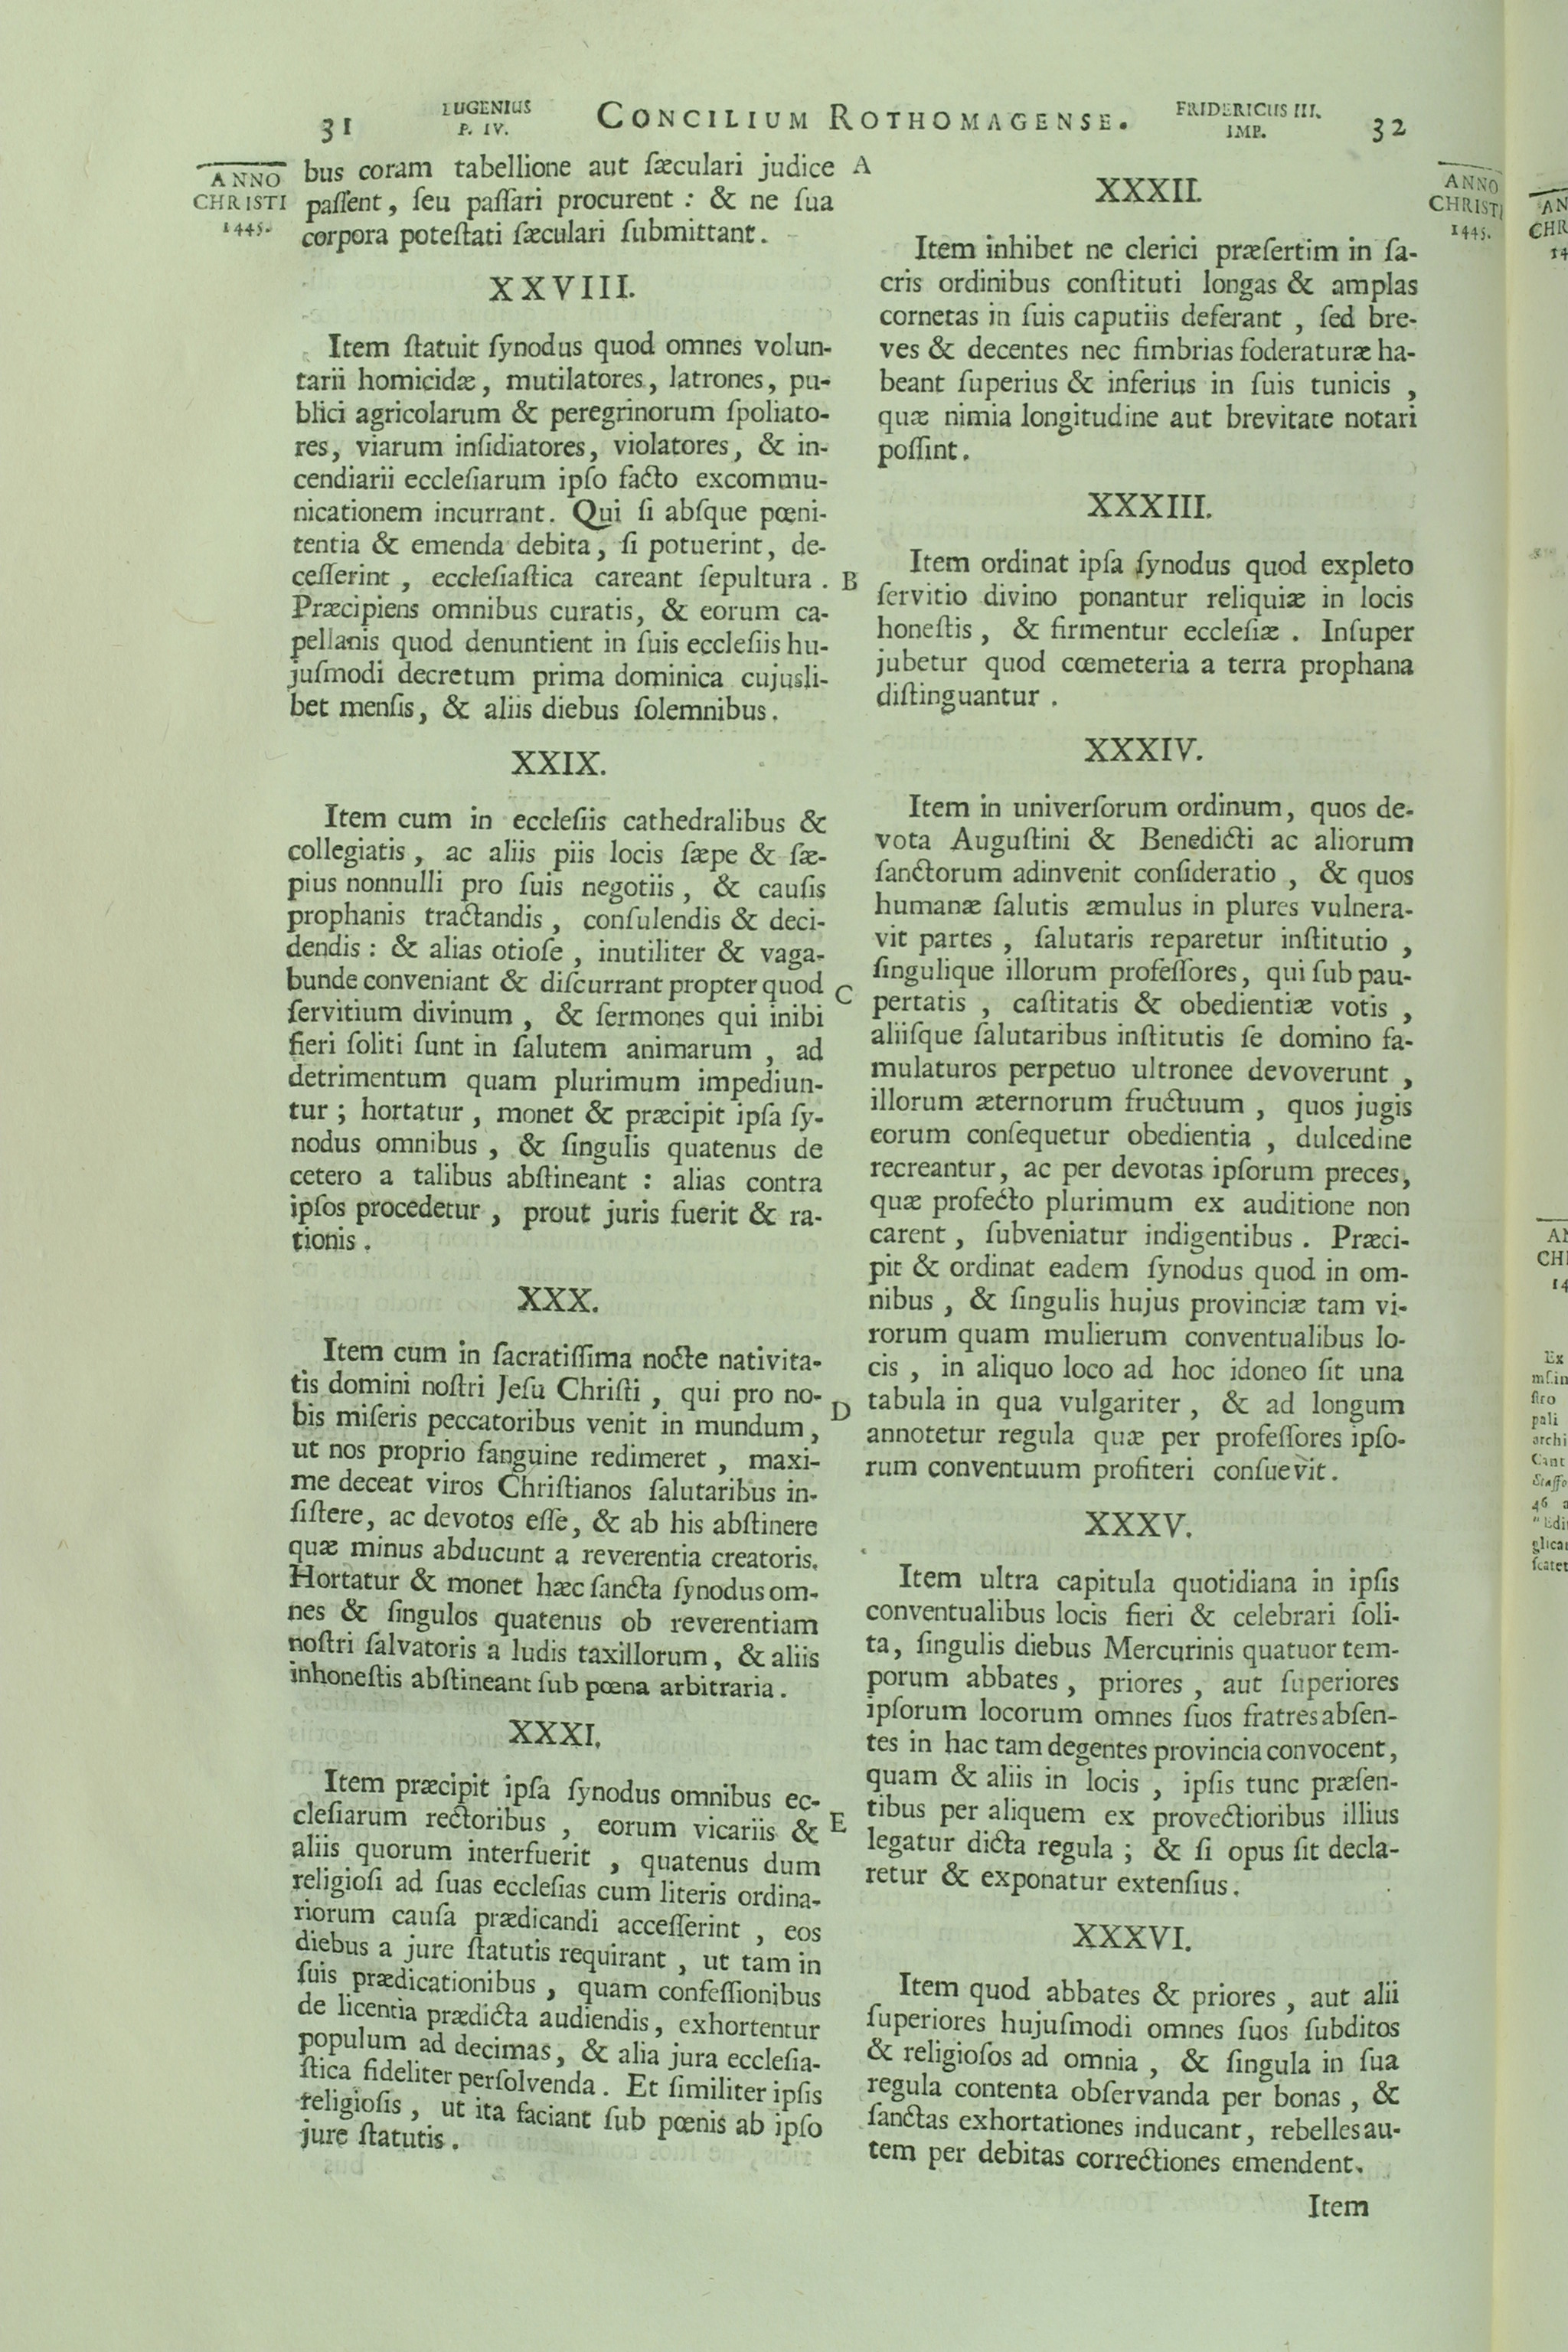 31
EUGENIUS
P. IV.
CONCILIUM ROTHOMAGENSE.
FRIDERICUS III.
IMP.
32
ANNO
CHRISTI
1445.
bus coram tabellione aut ſæculari judice
paſſent, ſeu paſſari procurent : & ne ſua
corpora poteſtati ſæculari ſubmittant.
XXVIII.
Item ſtatuit ſynodus quod omnes volun-
tarii homicidæ, mutilatores, latrones, pu-
blici agricolarum & peregrinorum ſpoliato-
res, viarum inſidiatores, violatores, & in-
cendiarii eccleſiarum ipſo facto excommu-
nicationem incurrant. Qui ſi abſque pœni-
tentia & emenda debita, ſi potuerint, de-
ceſſerint, eccleſiaſtica careant ſepultura.
Præcipiens omnibus curatis, & eorum ca-
pellanis quod denuntient in ſuis eccleſiis hu-
juſmodi decretum prima dominica cujusli-
bet menſis, & aliis diebus ſolemnibus.
XXIX.
Item cum in eccleſiis cathedralibus &
collegiatis, ac aliis piis locis ſæpe & ſæ-
pius nonnulli pro ſuis negotiis, & cauſis
prophanis tractandis, conſulendis & deci-
dendis : & alias otioſe, inutiliter & vaga-
bunde conveniant & diſcurrant propter quod
ſervitium divinum, & ſermones qui inibi
fieri ſoliti ſunt in ſalutem animarum, ad
detrimentum quam plurimum impediun-
tur ; hortatur, monet & præcipit ipſa ſy-
nodus omnibus, & ſingulis quatenus de
cetero a talibus abſtineant : alias contra
ipſos procedetur, prout juris fuerit & ra-
tionis.
XXX.
Item cum in ſacratiſſima nocte nativita-
tis domini noſtri Jeſu Chriſti, qui pro no-
bis miſeris peccatoribus venit in mundum,
ut nos proprio ſanguine redimeret, maxi-
me deceat viros Chriſtianos ſalutaribus in-
ſiſtere, ac devotos eſſe, & ab his abſtinere
quæ minus abducunt a reverentia creatoris.
Hortatur & monet hæc ſancta ſynodus om-
nes & ſingulos quatenus ob reverentiam
noſtri ſalvatoris a ludis taxillorum, & aliis
inhoneſtis abſtineant ſub pœna arbitraria.
XXXI.
Item præcipit ipſa ſynodus omnibus ec-
cleſiarum rectoribus, eorum vicariis &
aliis quorum interfuerit, quatenus dum
religioſi ad ſuas eccleſias cum literis ordina-
riorum cauſa prædicandi acceſſerint, eos
diebus a jure ſtatutis requirant, ut tam in
ſuis prædicationibus, quam confeſſionibus
de licentia prædicta audiendis, exhortentur
populum ad decimas, & alia jura eccleſia-
ſtica fideliter perſolvenda. Et ſimiliter ipſis
religioſis, ut ita faciant ſub pœnis ab ipſo
jure ſtatutis.
A
B
C
D
E
XXXII.
Item inhibet ne clerici præſertim in ſa-
cris ordinibus conſtituti longas & amplas
cornetas in ſuis caputiis deferant, ſed bre-
ves & decentes nec fimbrias foderaturæ ha-
beant ſuperius & inferius in ſuis tunicis,
quæ nimia longitudine aut brevitate notari
poſſint.
XXXIII.
Item ordinat ipſa ſynodus quod expleto
ſervitio divino ponantur reliquiæ in locis
honeſtis, & firmentur eccleſiæ. Inſuper
jubetur quod cœmeteria a terra prophana
diſtinguantur.
XXXIV.
Item in univerſorum ordinum, quos de-
vota Auguſtini & Benedicti ac aliorum
ſanctorum adinvenit conſideratio, & quos
humanæ ſalutis æmulus in plures vulnera-
vit partes, ſalutaris reparetur inſtitutio,
ſingulique illorum profeſſores, qui ſub pau-
pertatis, caſtitatis & obedientiæ votis,
aliiſque ſalutaribus inſtitutis ſe domino fa-
mulaturos perpetuo ultronee devoverunt,
illorum æternorum fructuum, quos jugis
eorum conſequetur obedientia, dulcedine
recreantur, ac per devotas ipſorum preces,
quæ profecto plurimum ex auditione non
carent, ſubveniatur indigentibus. Præci-
pit & ordinat eadem ſynodus quod in om-
nibus, & ſingulis hujus provinciæ tam vi-
rorum quam mulierum conventualibus lo-
cis, in aliquo loco ad hoc idoneo ſit una
tabula in qua vulgariter, & ad longum
annotetur regula quæ per profeſſores ipſo-
rum conventuum profiteri conſuevit.
XXXV.
Item ultra capitula quotidiana in ipſis
conventualibus locis fieri & celebrari ſoli-
ta, ſingulis diebus Mercurinis quatuor tem-
porum abbates, priores, aut ſuperiores
ipſorum locorum omnes ſuos fratres abſen-
tes in hac tam degentes provincia convocent,
quam & aliis in locis, ipſis tunc præſen-
tibus per aliquem ex provectioribus illius
legatur dicta regula ; & ſi opus ſit decla-
retur & exponatur extenſius.
XXXVI.
Item quod abbates & priores, aut alii
ſuperiores hujuſmodi omnes ſuos ſubditos
& religioſos ad omnia, & ſingula in ſua
regula contenta obſervanda per bonas, &
ſanctas exhortationes inducant, rebelles au-
tem per debitas correctiones emendent.
Item
ANNO
CHRISTI
1445.